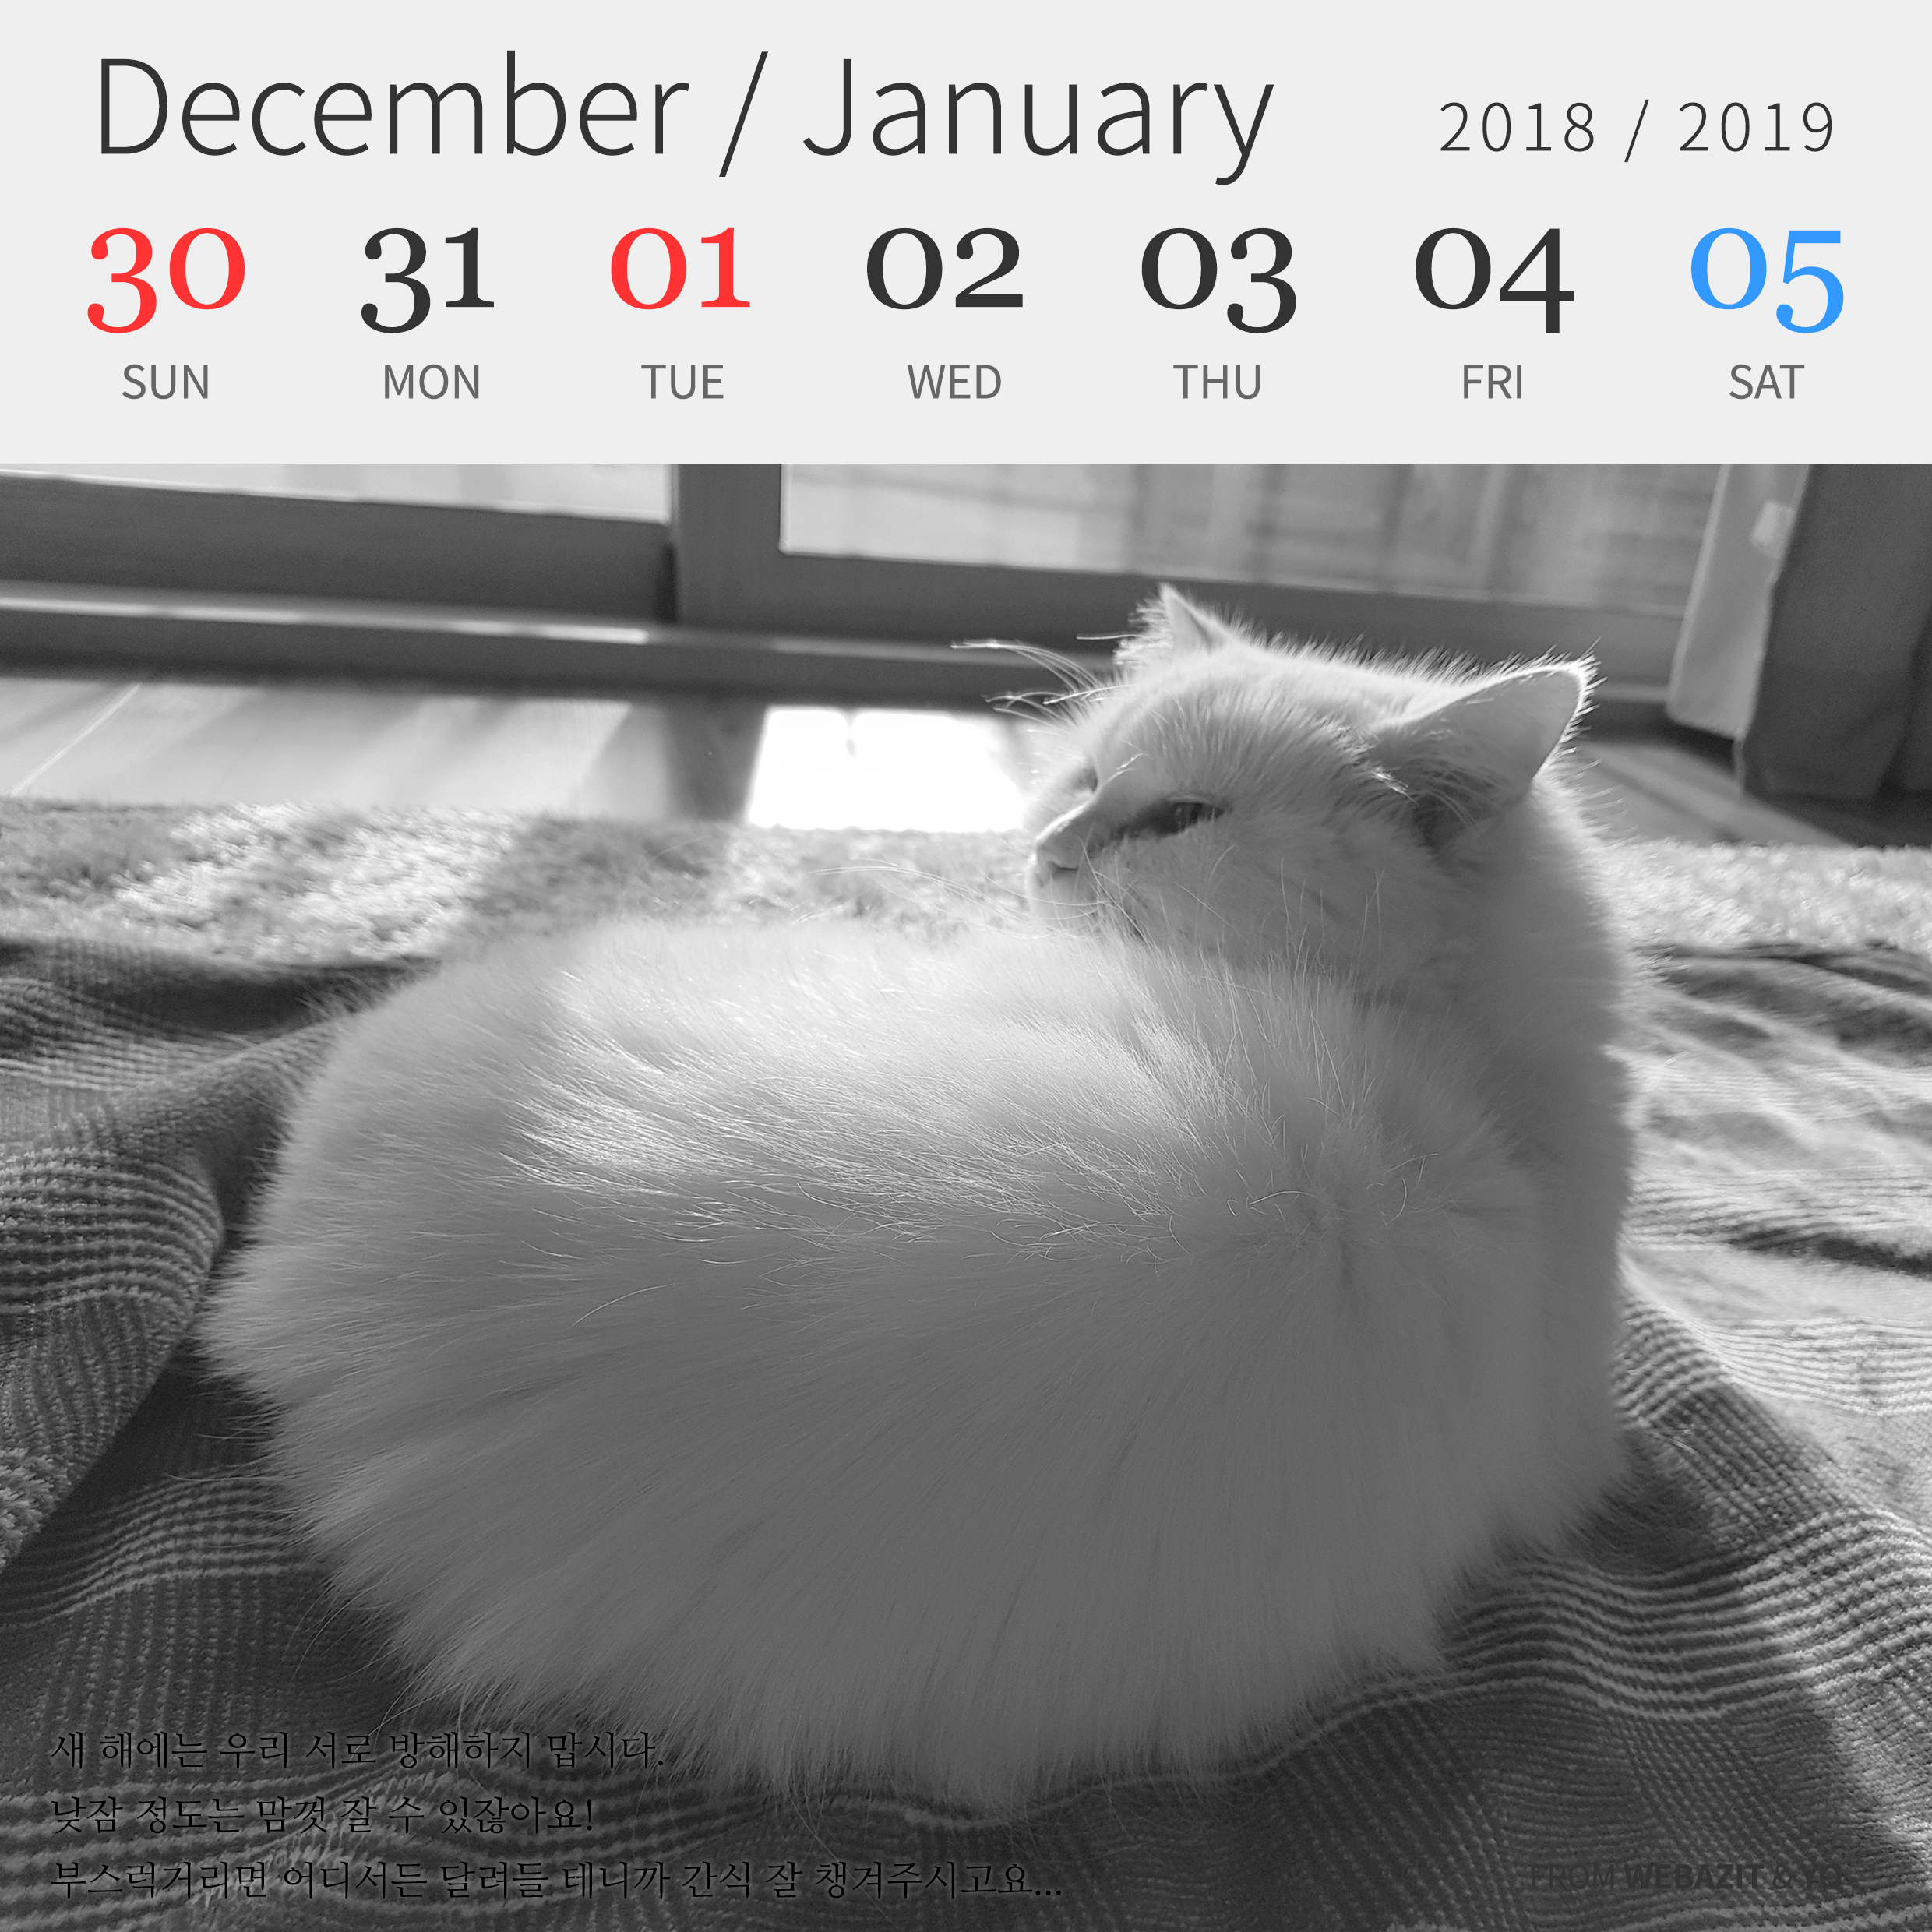 December / January 2018 / 2019
30 31 01 02 03 04 05
SUN MON TUE WED THU FRI SAT
새 해에는 우리 서로 방해하지 맙시다.
낮잠 정도는 맘껏 잘 수 있잖아요!
부스럭거리면 어디서든 달려들 테니까 간식 잘 챙겨주시고요...
FROM WEBAZIT &